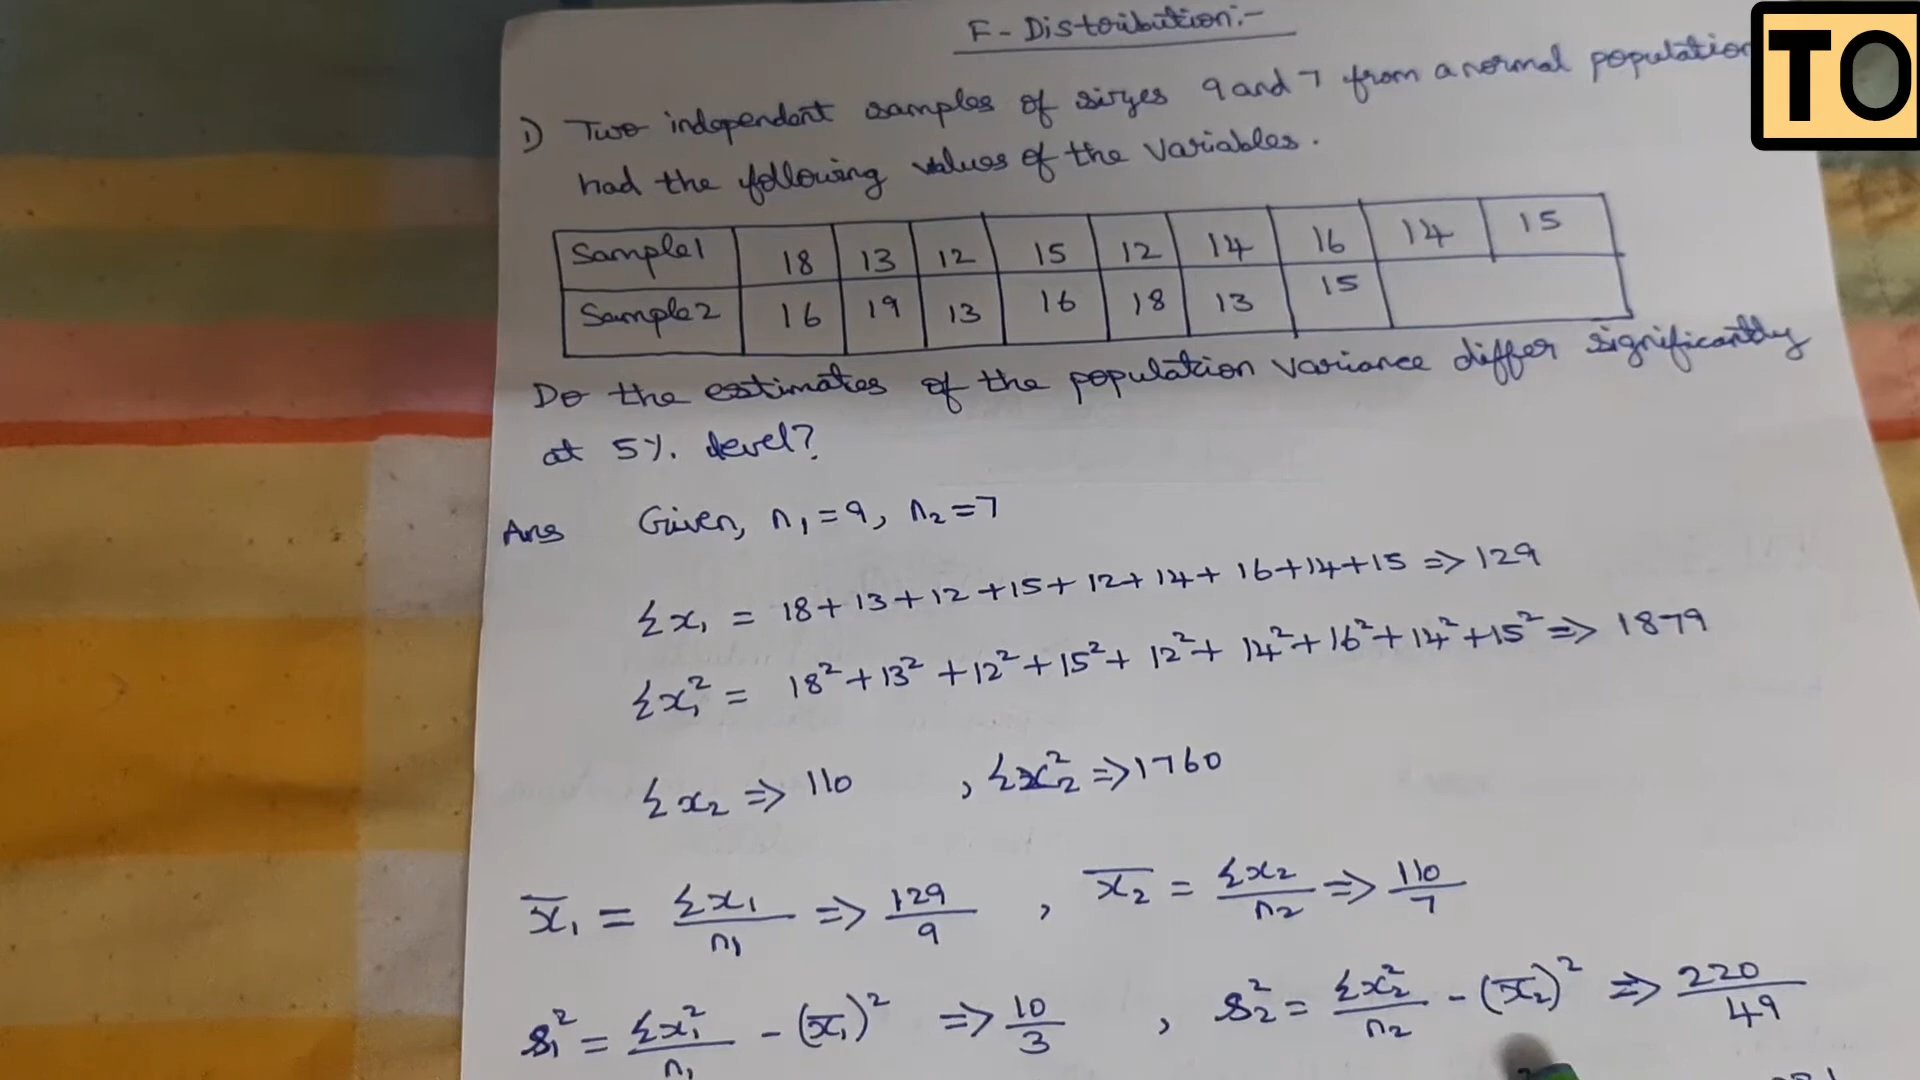 F - Distribution:-
TO
1) Two independent samples of sizes 9 and 7 from a normal population
had the following values of the variables.
Sample1 18 13 12 15 12 14 16 14 15
Sample2 16 19 13 16 18 13 15
Do the estimates of the population variance differ significantly
at 5% level?
Ans Given, n₁ = 9, n₂ = 7
Σx₁ = 18+13+12+15+12+14+16+14+15 => 129
Σx₁² = 18²+13²+12²+15²+12²+14²+16²+14²+15² => 1879
Σx₂ => 110 , Σx₂² => 1760
x̄₁ = Σx₁/n₁ => 129/9 , x̄₂ = Σx₂/n₂ => 110/7
s₁² = Σx₁²/n₁ - (x̄₁)² => 10/3 , s₂² = Σx₂²/n₂ - (x̄₂)² => 220/49